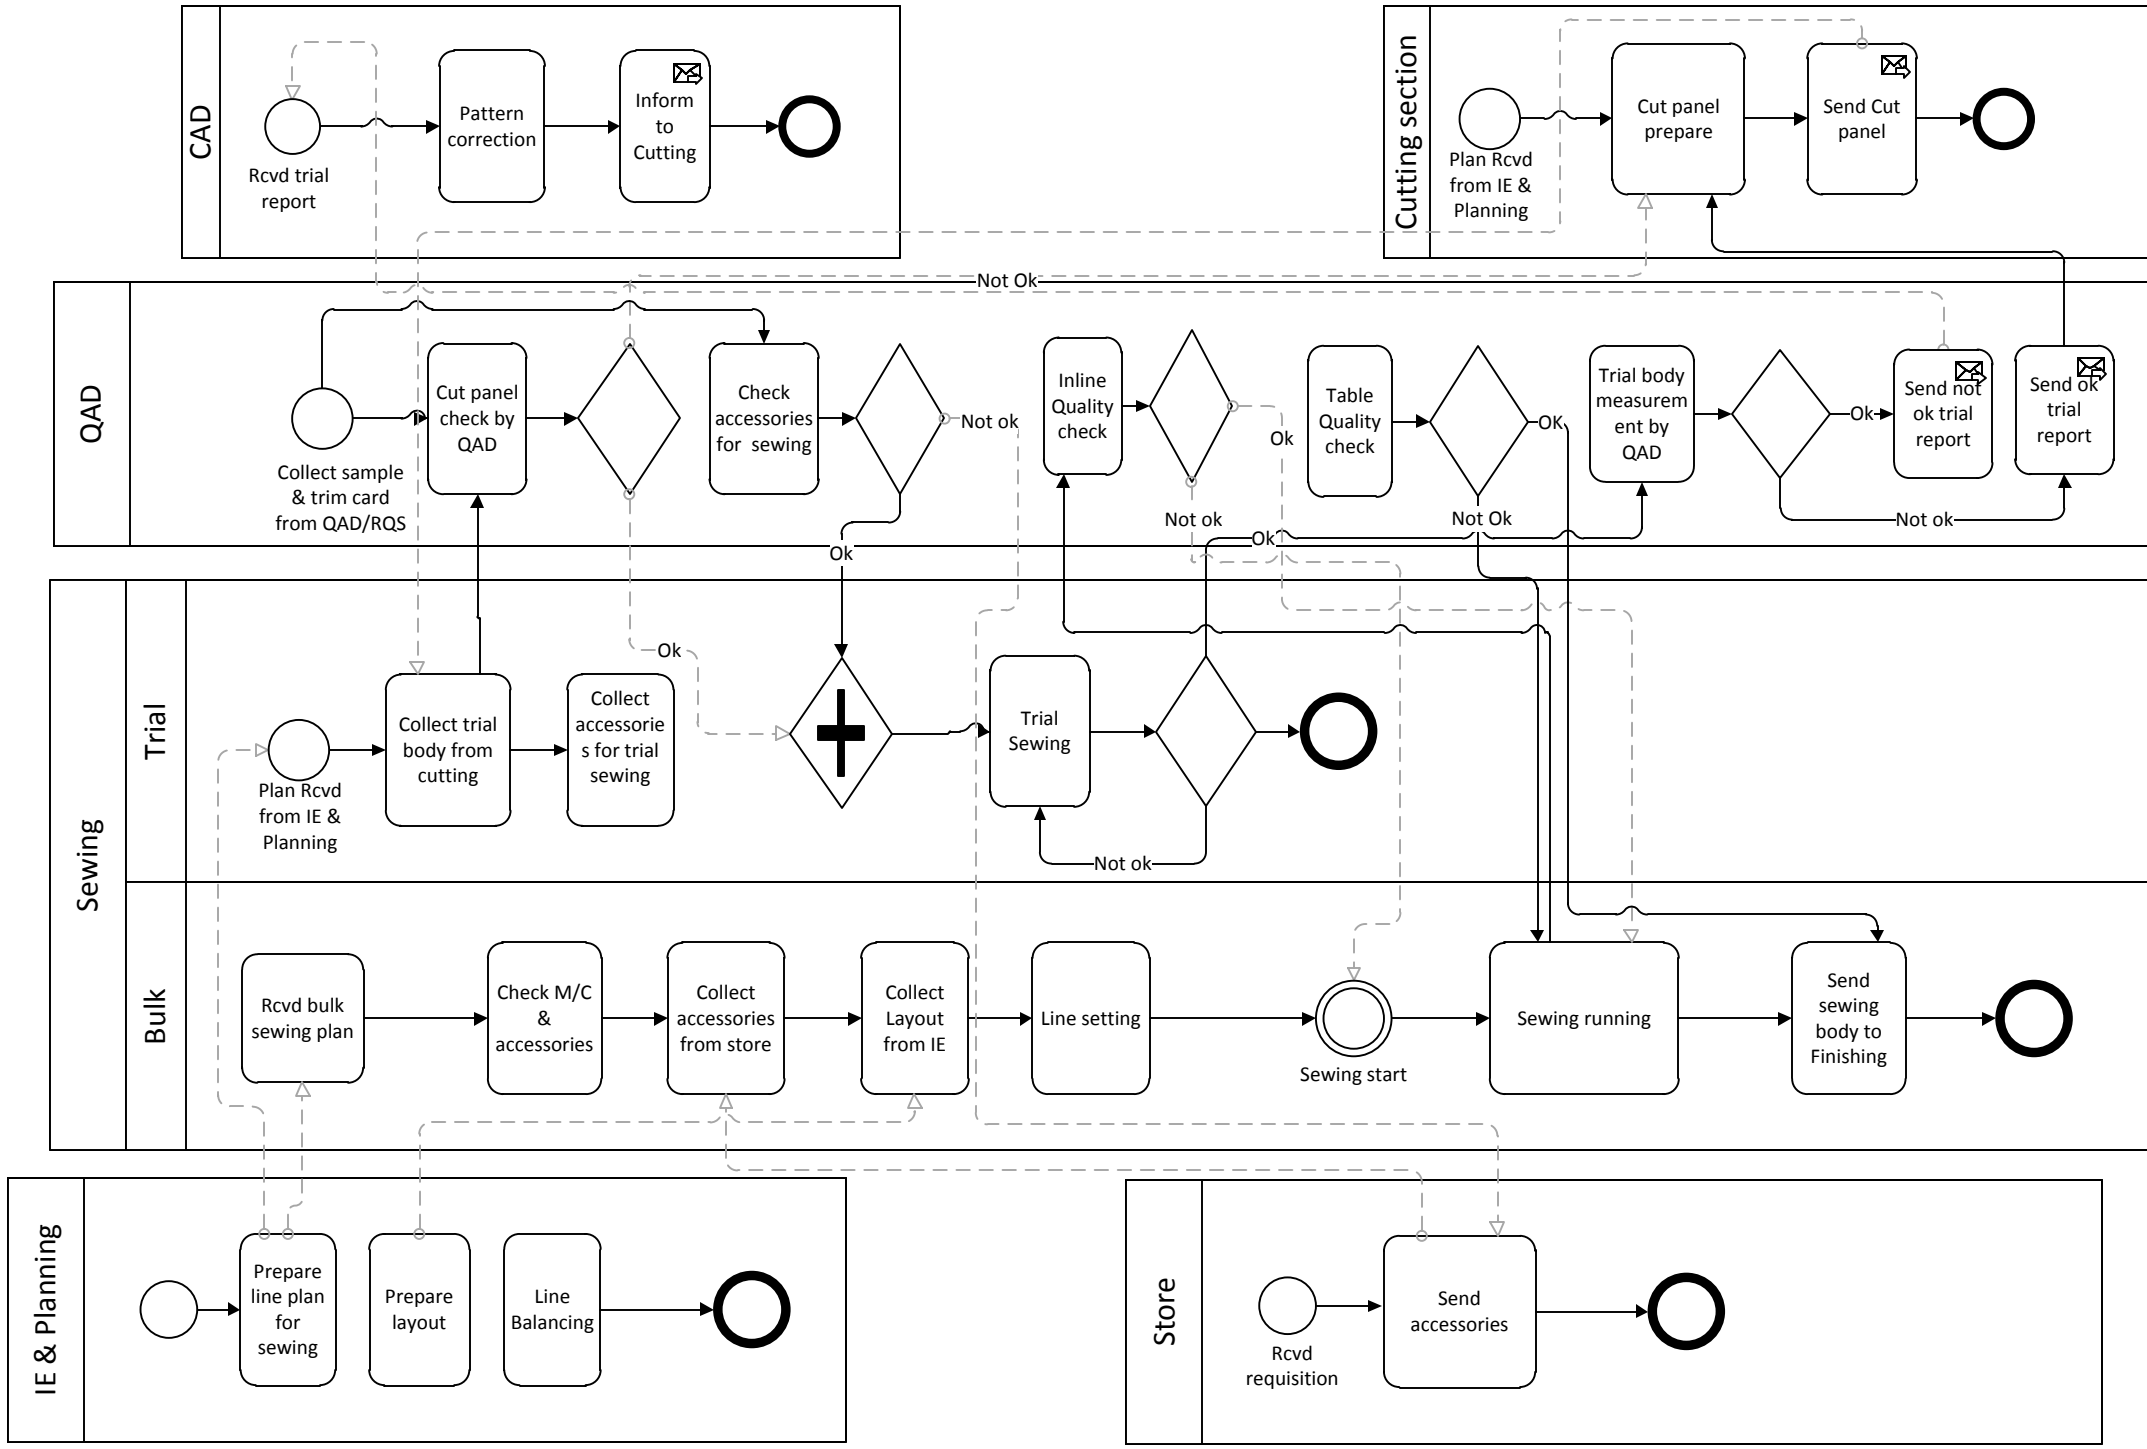 CAD
Rcvd trial
report
Pattern
correction
Inform
to
Cutting
Cutting section
Plan Rcvd
from IE &
Planning
Cut panel
prepare
Send Cut
panel
QAD
Not Ok
Collect sample
& trim card
from QAD/RQS
Cut panel
check by
QAD
Check
accessories
for sewing
Not ok
Ok
Inline
Quality
check
Ok
Not ok
Ok
Table
Quality
check
OK
Not Ok
Trial body
measurem
ent by
QAD
Ok
Not ok
Send not
ok trial
report
Send ok
trial
report
Sewing
Trial
Plan Rcvd
from IE &
Planning
Collect trial
body from
cutting
Collect
accessorie
s for trial
sewing
Ok
Trial
Sewing
Not ok
Bulk
Rcvd bulk
sewing plan
Check M/C
&
accessories
Collect
accessories
from store
Collect
Layout
from IE
Line setting
Sewing start
Sewing running
Send
sewing
body to
Finishing
IE & Planning
Prepare
line plan
for
sewing
Prepare
layout
Line
Balancing
Store
Rcvd
requisition
Send
accessories